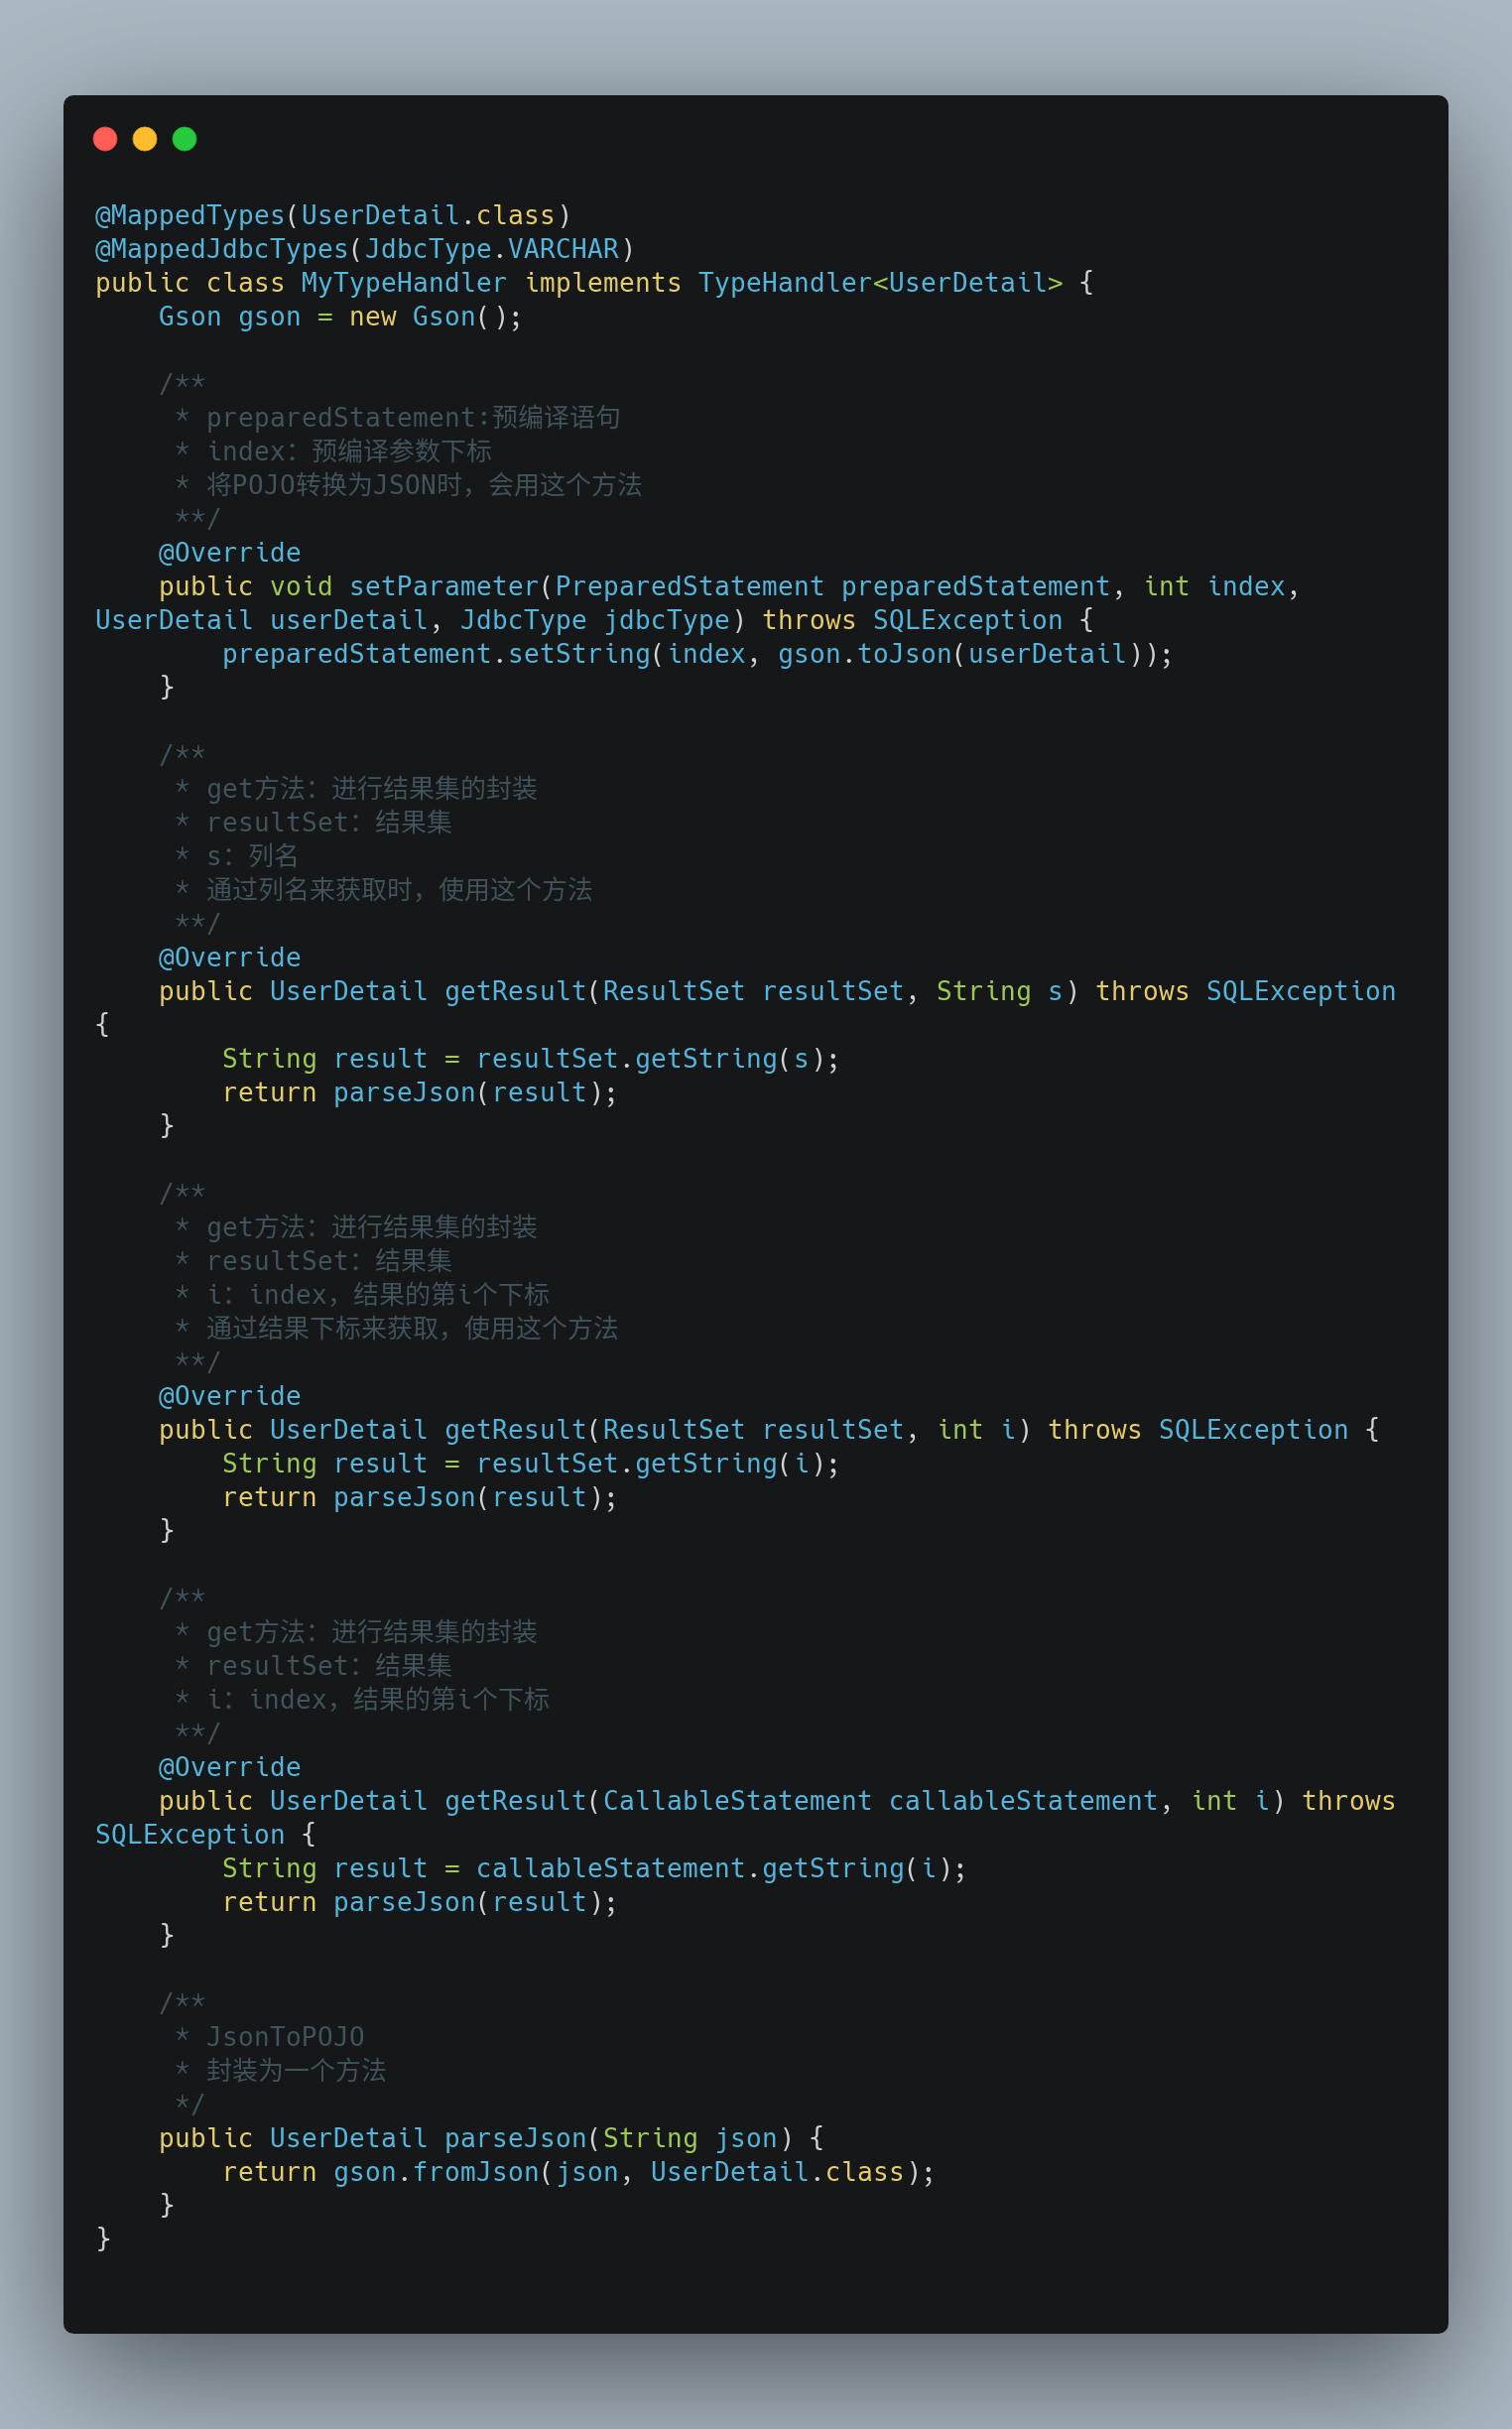 @MappedTypes(UserDetail.class)
@MappedJdbcTypes(JdbcType.VARCHAR)
public class MyTypeHandler implements TypeHandler<UserDetail> {
    Gson gson = new Gson();

    /**
     * preparedStatement:预编译语句
     * index：预编译参数下标
     * 将POJO转换为JSON时，会用这个方法
     **/
    @Override
    public void setParameter(PreparedStatement preparedStatement, int index,
UserDetail userDetail, JdbcType jdbcType) throws SQLException {
        preparedStatement.setString(index, gson.toJson(userDetail));
    }

    /**
     * get方法：进行结果集的封装
     * resultSet：结果集
     * s：列名
     * 通过列名来获取时，使用这个方法
     **/
    @Override
    public UserDetail getResult(ResultSet resultSet, String s) throws SQLException
{
        String result = resultSet.getString(s);
        return parseJson(result);
    }

    /**
     * get方法：进行结果集的封装
     * resultSet：结果集
     * i：index，结果的第i个下标
     * 通过结果下标来获取，使用这个方法
     **/
    @Override
    public UserDetail getResult(ResultSet resultSet, int i) throws SQLException {
        String result = resultSet.getString(i);
        return parseJson(result);
    }

    /**
     * get方法：进行结果集的封装
     * resultSet：结果集
     * i：index，结果的第i个下标
     **/
    @Override
    public UserDetail getResult(CallableStatement callableStatement, int i) throws
SQLException {
        String result = callableStatement.getString(i);
        return parseJson(result);
    }

    /**
     * JsonToPOJO
     * 封装为一个方法
     */
    public UserDetail parseJson(String json) {
        return gson.fromJson(json, UserDetail.class);
    }
}